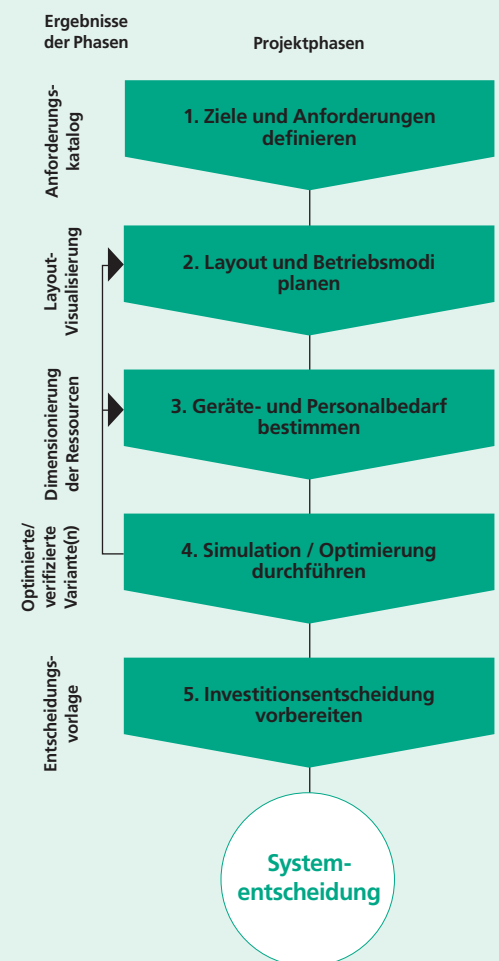 Ergebnisse
der Phasen
Projektphasen
Anforderungs-
katalog
1. Ziele und Anforderungen
definieren
Layout-
Visualisierung
2. Layout und Betriebsmodi
planen
Dimensionierung
der Ressourcen
3. Geräte- und Personalbedarf
bestimmen
Optimierte/
verifizierte
Variante(n)
4. Simulation / Optimierung
durchführen
Entscheidungs-
vorlage
5. Investitionsentscheidung
vorbereiten
System-
entscheidung